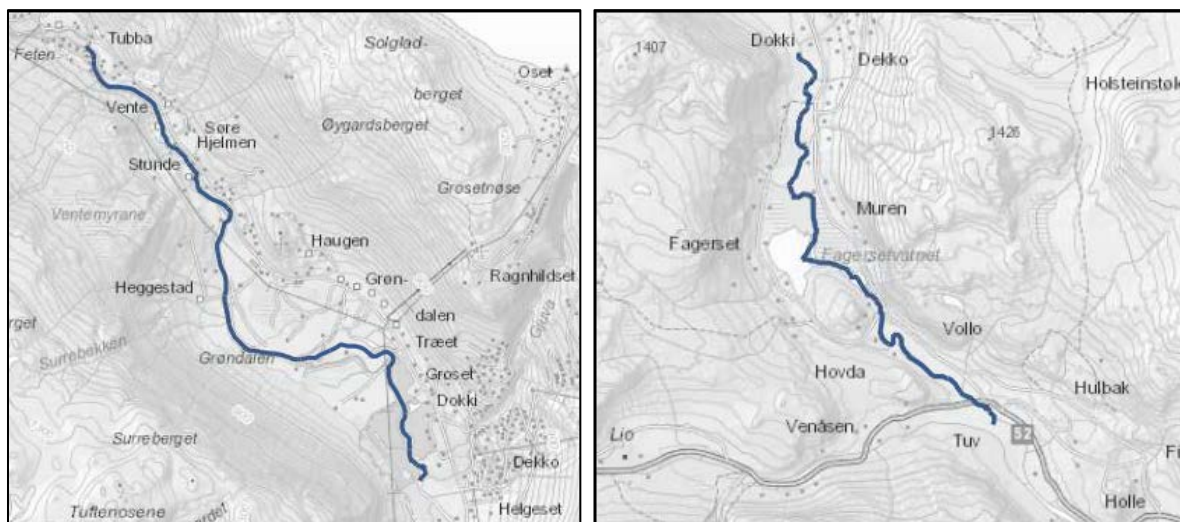 Tubba
Feten
Solglad-
berget
Oset
Vente
Søre
Hjelmen
Øygardsberget
Stunde
Grosetnøse
Ventemyrane
Haugen
Ragnhildset
Heggestad
Grøn-
dalen
Gjuva
Træet
Surrebekken
Grøndalen
Groset
Dokki
Surreberget
Dekko
Tuftenosene
Helgeset
1407
Dokki
Dekko
Holsteinstøl
1426
Muren
Fagerset
Fagersetvatnet
Vollo
Hovda
Hulbak
Venåsen
Lio
Tuv
52
Holle